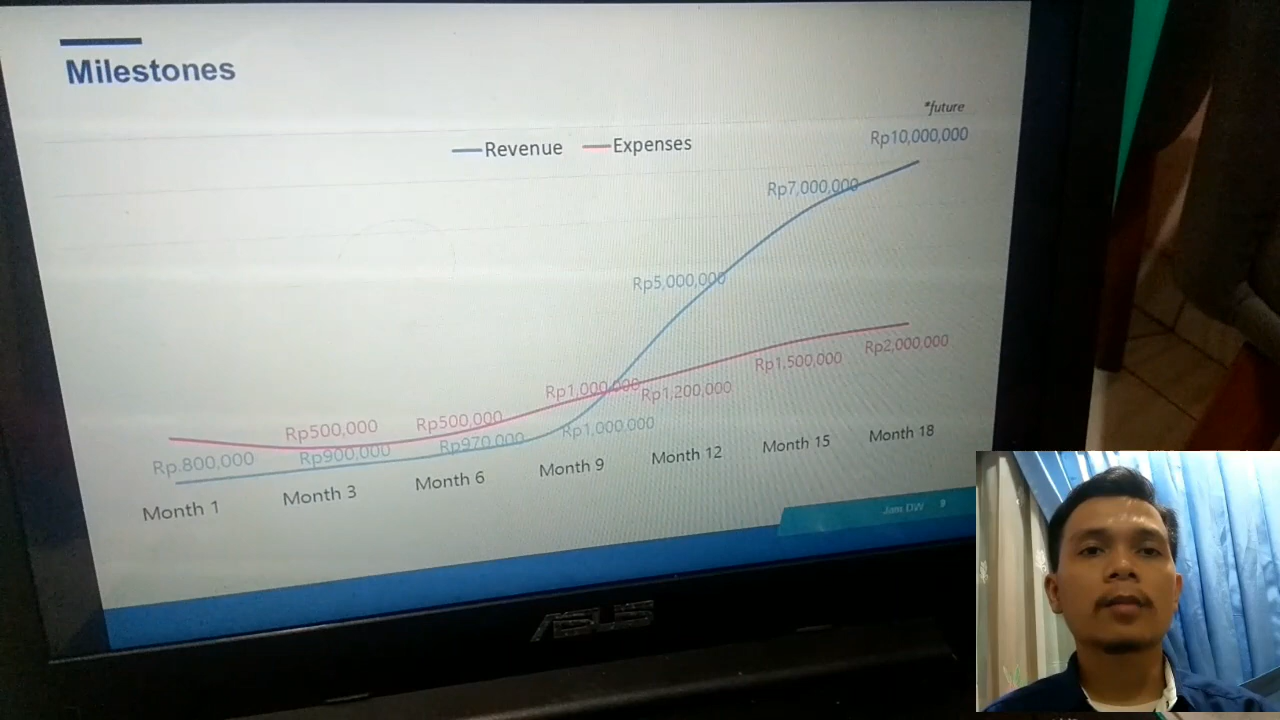 Milestones
*future
Revenue
Expenses
Rp10,000,000
Rp7,000,000
Rp5,000,000
Rp1,000,000
Rp1,200,000
Rp1.500,000
Rp2,000,000
Rp500,000
Rp500,000
Rp.800,000
Rp900,000
Rp970,000
Rp1,000.000
Month 1
Month 3
Month 6
Month 9
Month 12
Month 15
Month 18
9
ASUS